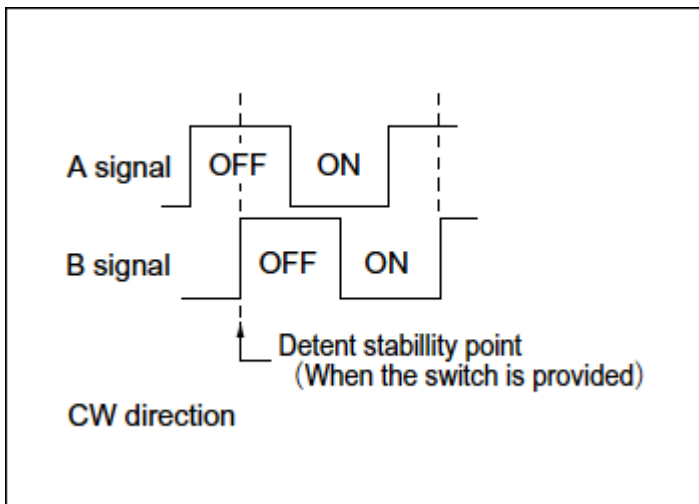 A signal OFF ON
B signal OFF ON
Detent stabillity point
(When the switch is provided)
CW direction